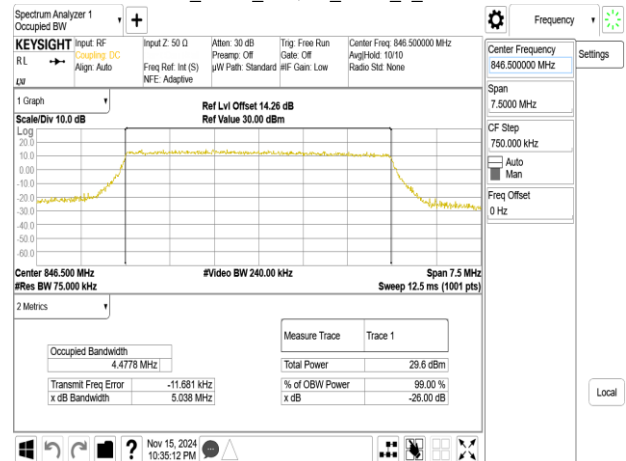 Spectrum Analyzer 1
Occupied BW
Frequency
KEYSIGHT
RL
LXI
Input: RF
Coupling: DC
Align: Auto
Input Z: 50 Ω
Freq Ref: Int (S)
NFE: Adaptive
Atten: 30 dB
Preamp: Off
µW Path: Standard
Trig: Free Run
Gate: Off
#IF Gain: Low
Center Freq: 846.500000 MHz
Avg|Hold: 10/10
Radio Std: None
Center Frequency
846.500000 MHz
Settings
Span
7.5000 MHz
CF Step
750.000 kHz
Auto
Man
Freq Offset
0 Hz
Local
1 Graph
Scale/Div 10.0 dB
Ref Lvl Offset 14.26 dB
Ref Value 30.00 dBm
Log
20.0
10.0
0.00
-10.0
-20.0
-30.0
-40.0
-50.0
-60.0
Center 846.500 MHz
#Video BW 240.00 kHz
Span 7.5 MHz
#Res BW 75.000 kHz
Sweep 12.5 ms (1001 pts)
2 Metrics
Measure Trace Trace 1
Occupied Bandwidth
4.4778 MHz
Total Power 29.6 dBm
Transmit Freq Error -11.681 kHz
% of OBW Power 99.00 %
x dB Bandwidth 5.038 MHz
x dB -26.00 dB
?
Nov 15, 2024
10:35:12 PM